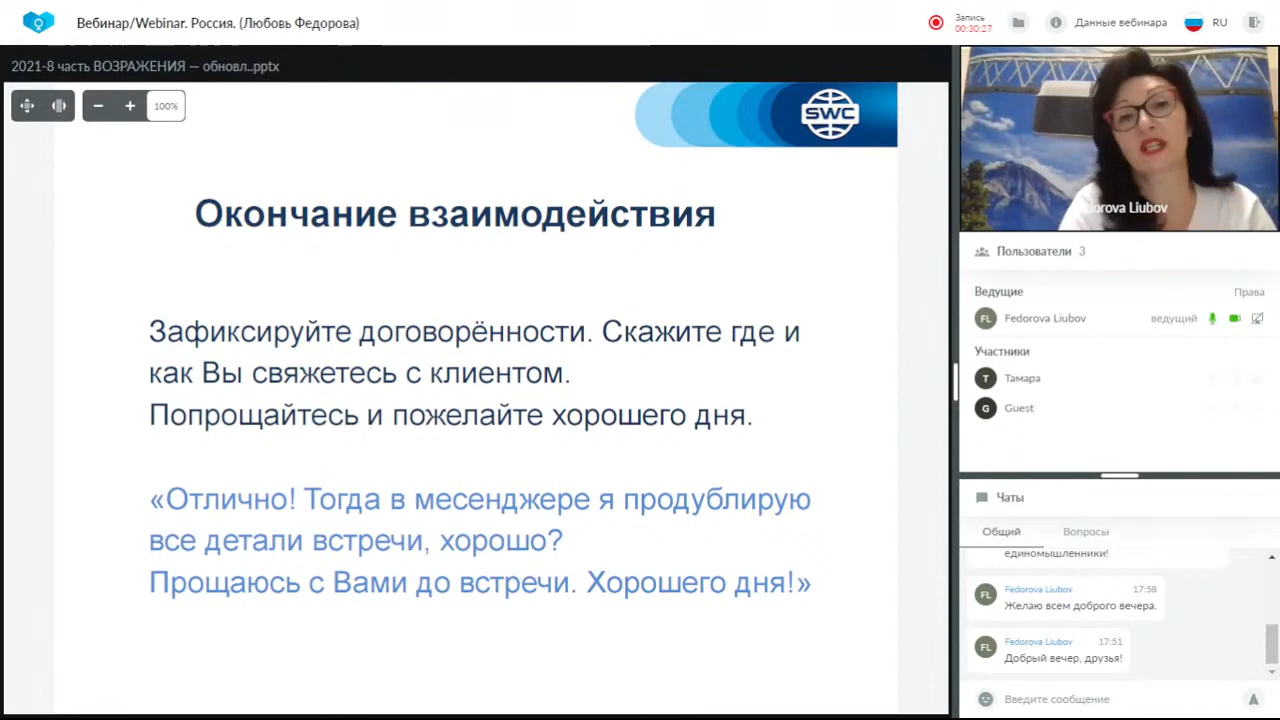 Вебинар/Webinar. Россия. (Любовь Федорова)
Запись
00:30:27
Данные вебинара
RU
2021-8 часть ВОЗРАЖЕНИЯ — обновл..pptx
100%
SWC
Окончание взаимодействия
Зафиксируйте договорённости. Скажите где и
как Вы свяжетесь с клиентом.
Попрощайтесь и пожелайте хорошего дня.
«Отлично! Тогда в месенджере я продублирую
все детали встречи, хорошо?
Прощаюсь с Вами до встречи. Хорошего дня!»
orova Liubov
Пользователи 3
Ведущие Права
FL Fedorova Liubov ведущий
Участники
T Тамара
G Guest
Чаты
Общий Вопросы
единомышленники!
FL Fedorova Liubov 17:58
Желаю всем доброго вечера.
FL Fedorova Liubov 17:51
Добрый вечер, друзья!
Введите сообщение